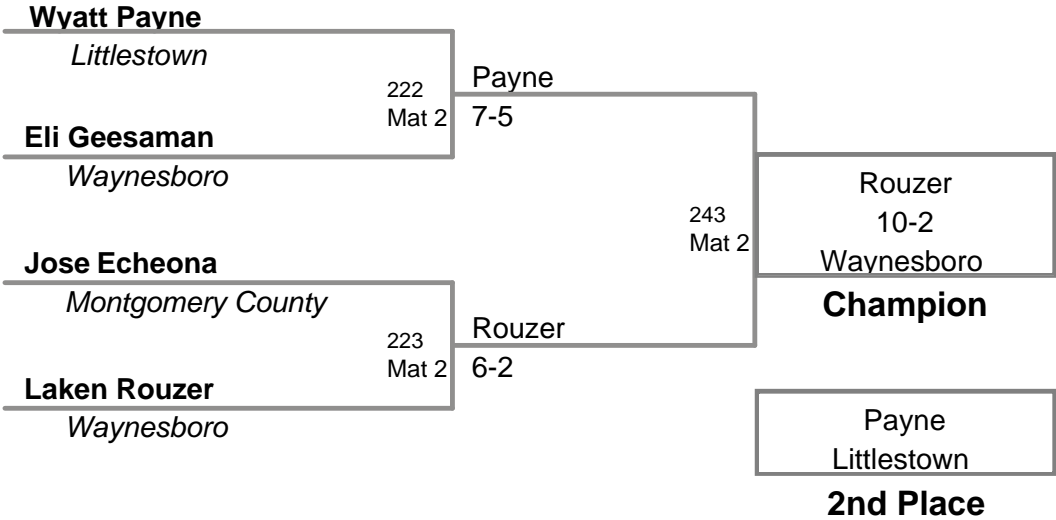 Wyatt Payne
Littlestown
222
Mat 2
Payne
7-5
Eli Geesaman
Waynesboro
243
Mat 2
Rouzer
10-2
Waynesboro
Champion
Jose Echeona
Montgomery County
223
Mat 2
Rouzer
6-2
Laken Rouzer
Waynesboro
Payne
Littlestown
2nd Place